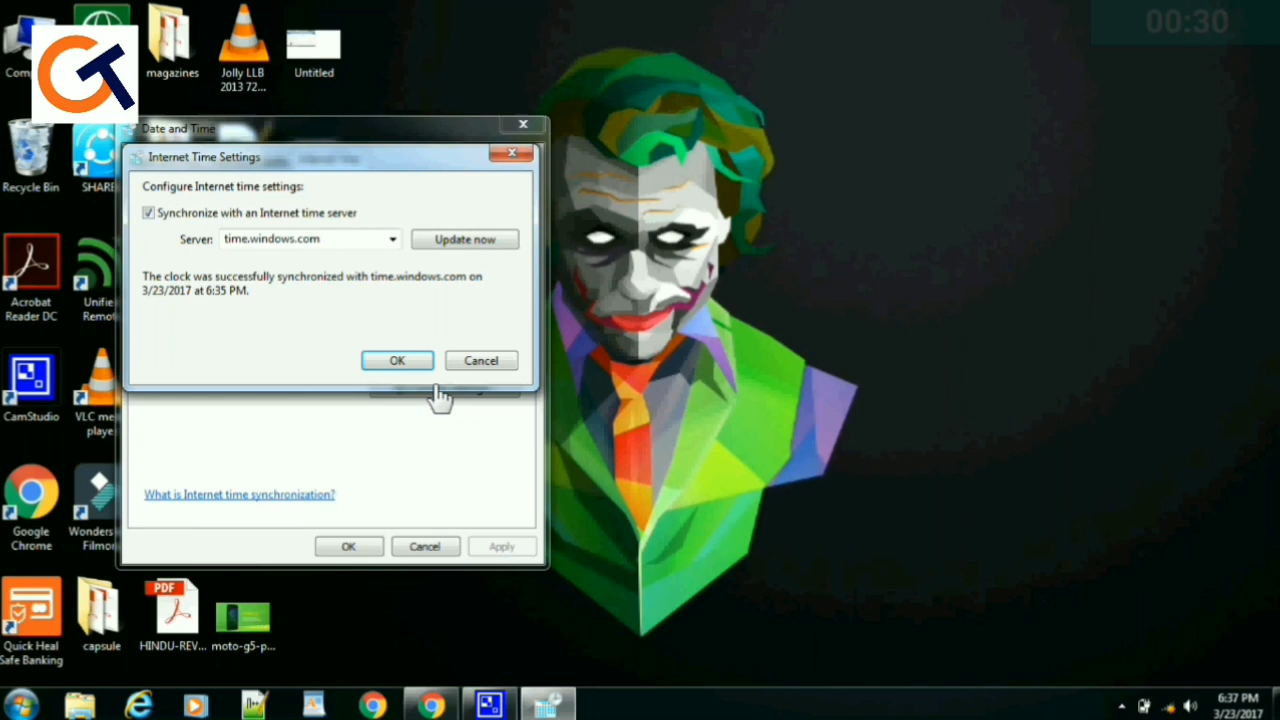 00:30
Com
magazines
Jolly LLB
2013 72...
Untitled
Recycle Bin
SHARE
Acrobat
Reader DC
Unifie
Remot
CamStudio
VLC me
playe
Google
Chrome
Wonders
Filmor
Quick Heal
Safe Banking
capsule
PDF
HINDU-REV...
moto-g5-p...
Date and Time
Internet Time Settings
Configure Internet time settings:
Synchronize with an Internet time server
Server: time.windows.com
Update now
The clock was successfully synchronized with time.windows.com on
3/23/2017 at 6:35 PM.
OK Cancel
What is Internet time synchronization?
OK Cancel Apply
6:37 PM
3/23/2017